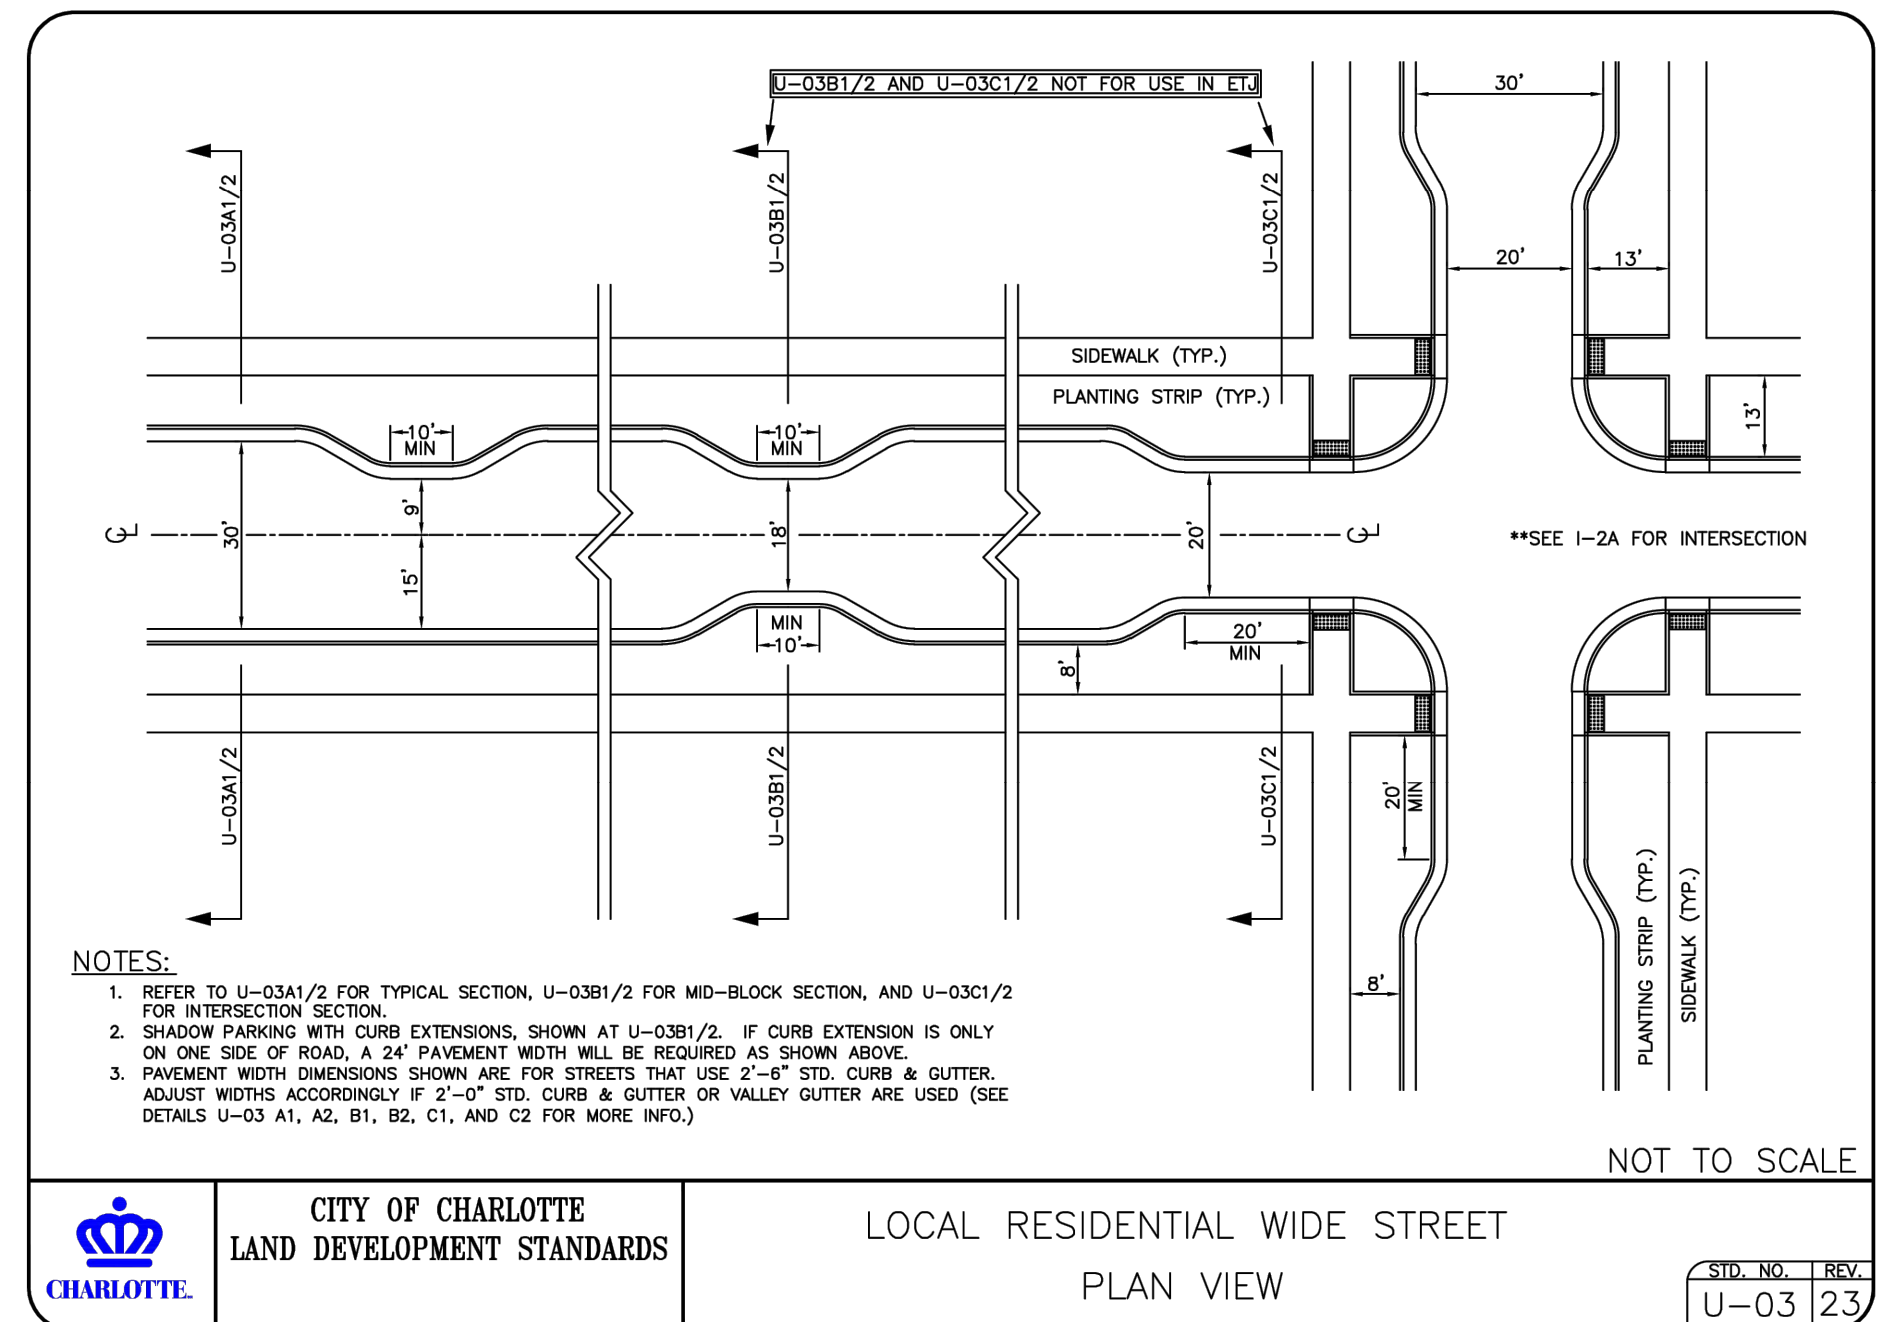 U-03B1/2 AND U-03C1/2 NOT FOR USE IN ETJ
30'
U-03A1/2
U-03B1/2
U-03C1/2
20'
13'
SIDEWALK (TYP.)
PLANTING STRIP (TYP.)
13'
10'
MIN
10'
MIN
℄
30'
9'
15'
18'
20'
℄
**SEE I-2A FOR INTERSECTION
MIN
10'
20'
MIN
8'
U-03A1/2
U-03B1/2
U-03C1/2
20'
MIN
8'
PLANTING STRIP (TYP.)
SIDEWALK (TYP.)
NOTES:
1. REFER TO U-03A1/2 FOR TYPICAL SECTION, U-03B1/2 FOR MID-BLOCK SECTION, AND U-03C1/2
FOR INTERSECTION SECTION.
2. SHADOW PARKING WITH CURB EXTENSIONS, SHOWN AT U-03B1/2. IF CURB EXTENSION IS ONLY
ON ONE SIDE OF ROAD, A 24' PAVEMENT WIDTH WILL BE REQUIRED AS SHOWN ABOVE.
3. PAVEMENT WIDTH DIMENSIONS SHOWN ARE FOR STREETS THAT USE 2'-6" STD. CURB & GUTTER.
ADJUST WIDTHS ACCORDINGLY IF 2'-0" STD. CURB & GUTTER OR VALLEY GUTTER ARE USED (SEE
DETAILS U-03 A1, A2, B1, B2, C1, AND C2 FOR MORE INFO.)
NOT TO SCALE
CHARLOTTE.
CITY OF CHARLOTTE
LAND DEVELOPMENT STANDARDS
LOCAL RESIDENTIAL WIDE STREET
PLAN VIEW
STD. NO. REV.
U-03 23